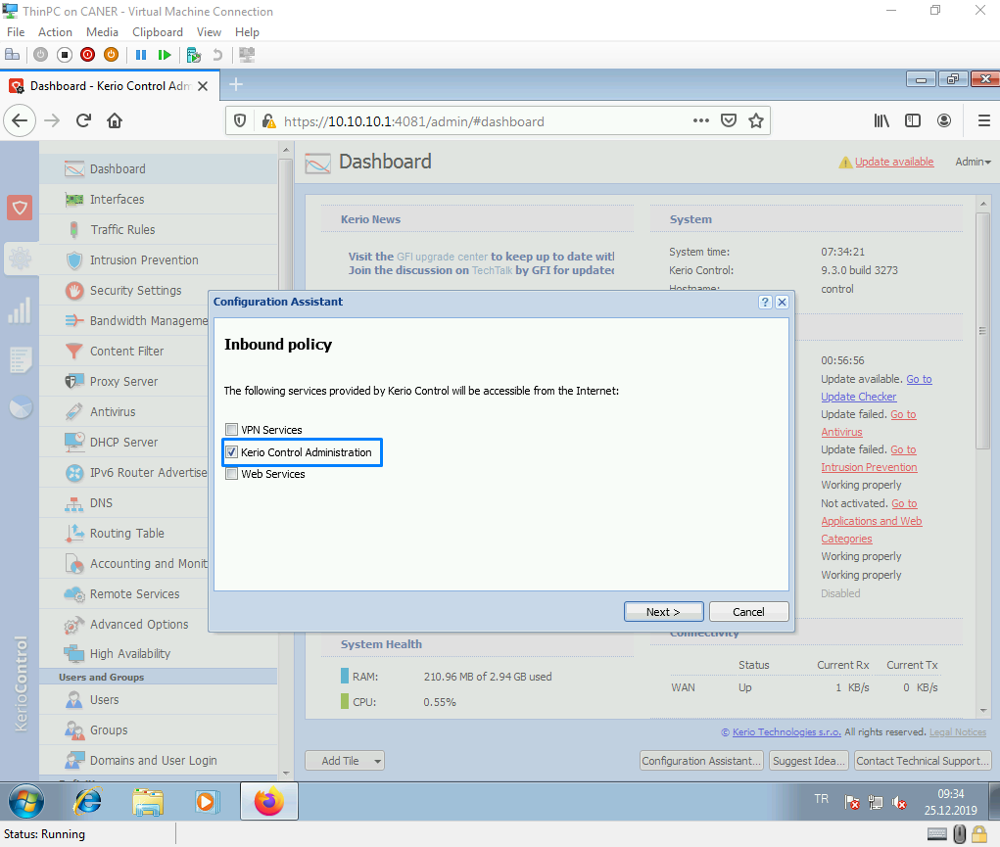 ThinPC on CANER - Virtual Machine Connection
File Action Media Clipboard View Help
Dashboard - Kerio Control Adm
https://10.10.10.1:4081/admin/#dashboard
Dashboard
Interfaces
Traffic Rules
Intrusion Prevention
Security Settings
Bandwidth Manageme
Content Filter
Proxy Server
Antivirus
DHCP Server
IPv6 Router Advertise
DNS
Routing Table
Accounting and Monit
Remote Services
Advanced Options
High Availability
Users and Groups
Users
Groups
Domains and User Login
KerioControl
Dashboard
Update available
Admin
Kerio News
Visit the GFI upgrade center to keep up to date with
Join the discussion on TechTalk by GFI for updated
System
System time: 07:34:21
Kerio Control: 9.3.0 build 3273
Hostname: control
00:56:56
Update available. Go to
Update Checker
Update failed. Go to
Antivirus
Update failed. Go to
Intrusion Prevention
Working properly
Not activated. Go to
Applications and Web
Categories
Working properly
Working properly
Disabled
Configuration Assistant
Inbound policy
The following services provided by Kerio Control will be accessible from the Internet:
VPN Services
Kerio Control Administration
Web Services
Next >
Cancel
System Health
RAM: 210.96 MB of 2.94 GB used
CPU: 0.55%
Connectivity
Status Current Rx Current Tx
WAN Up 1 KB/s 0 KB/s
© Kerio Technologies s.r.o. All rights reserved. Legal Notices
Add Tile
Configuration Assistant...
Suggest Idea...
Contact Technical Support...
TR
09:34
25.12.2019
Status: Running